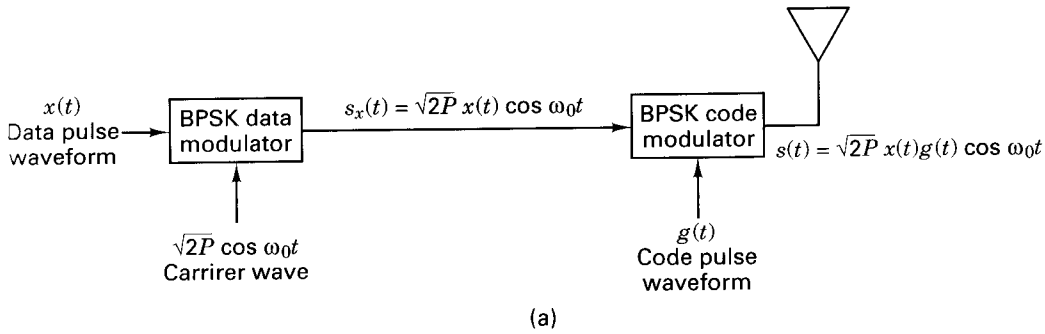 x(t)
Data pulse
waveform
BPSK data
modulator
s_x(t) = √2P x(t) cos ω₀t
BPSK code
modulator
s(t) = √2P x(t)g(t) cos ω₀t
√2P cos ω₀t
Carrirer wave
g(t)
Code pulse
waveform
(a)